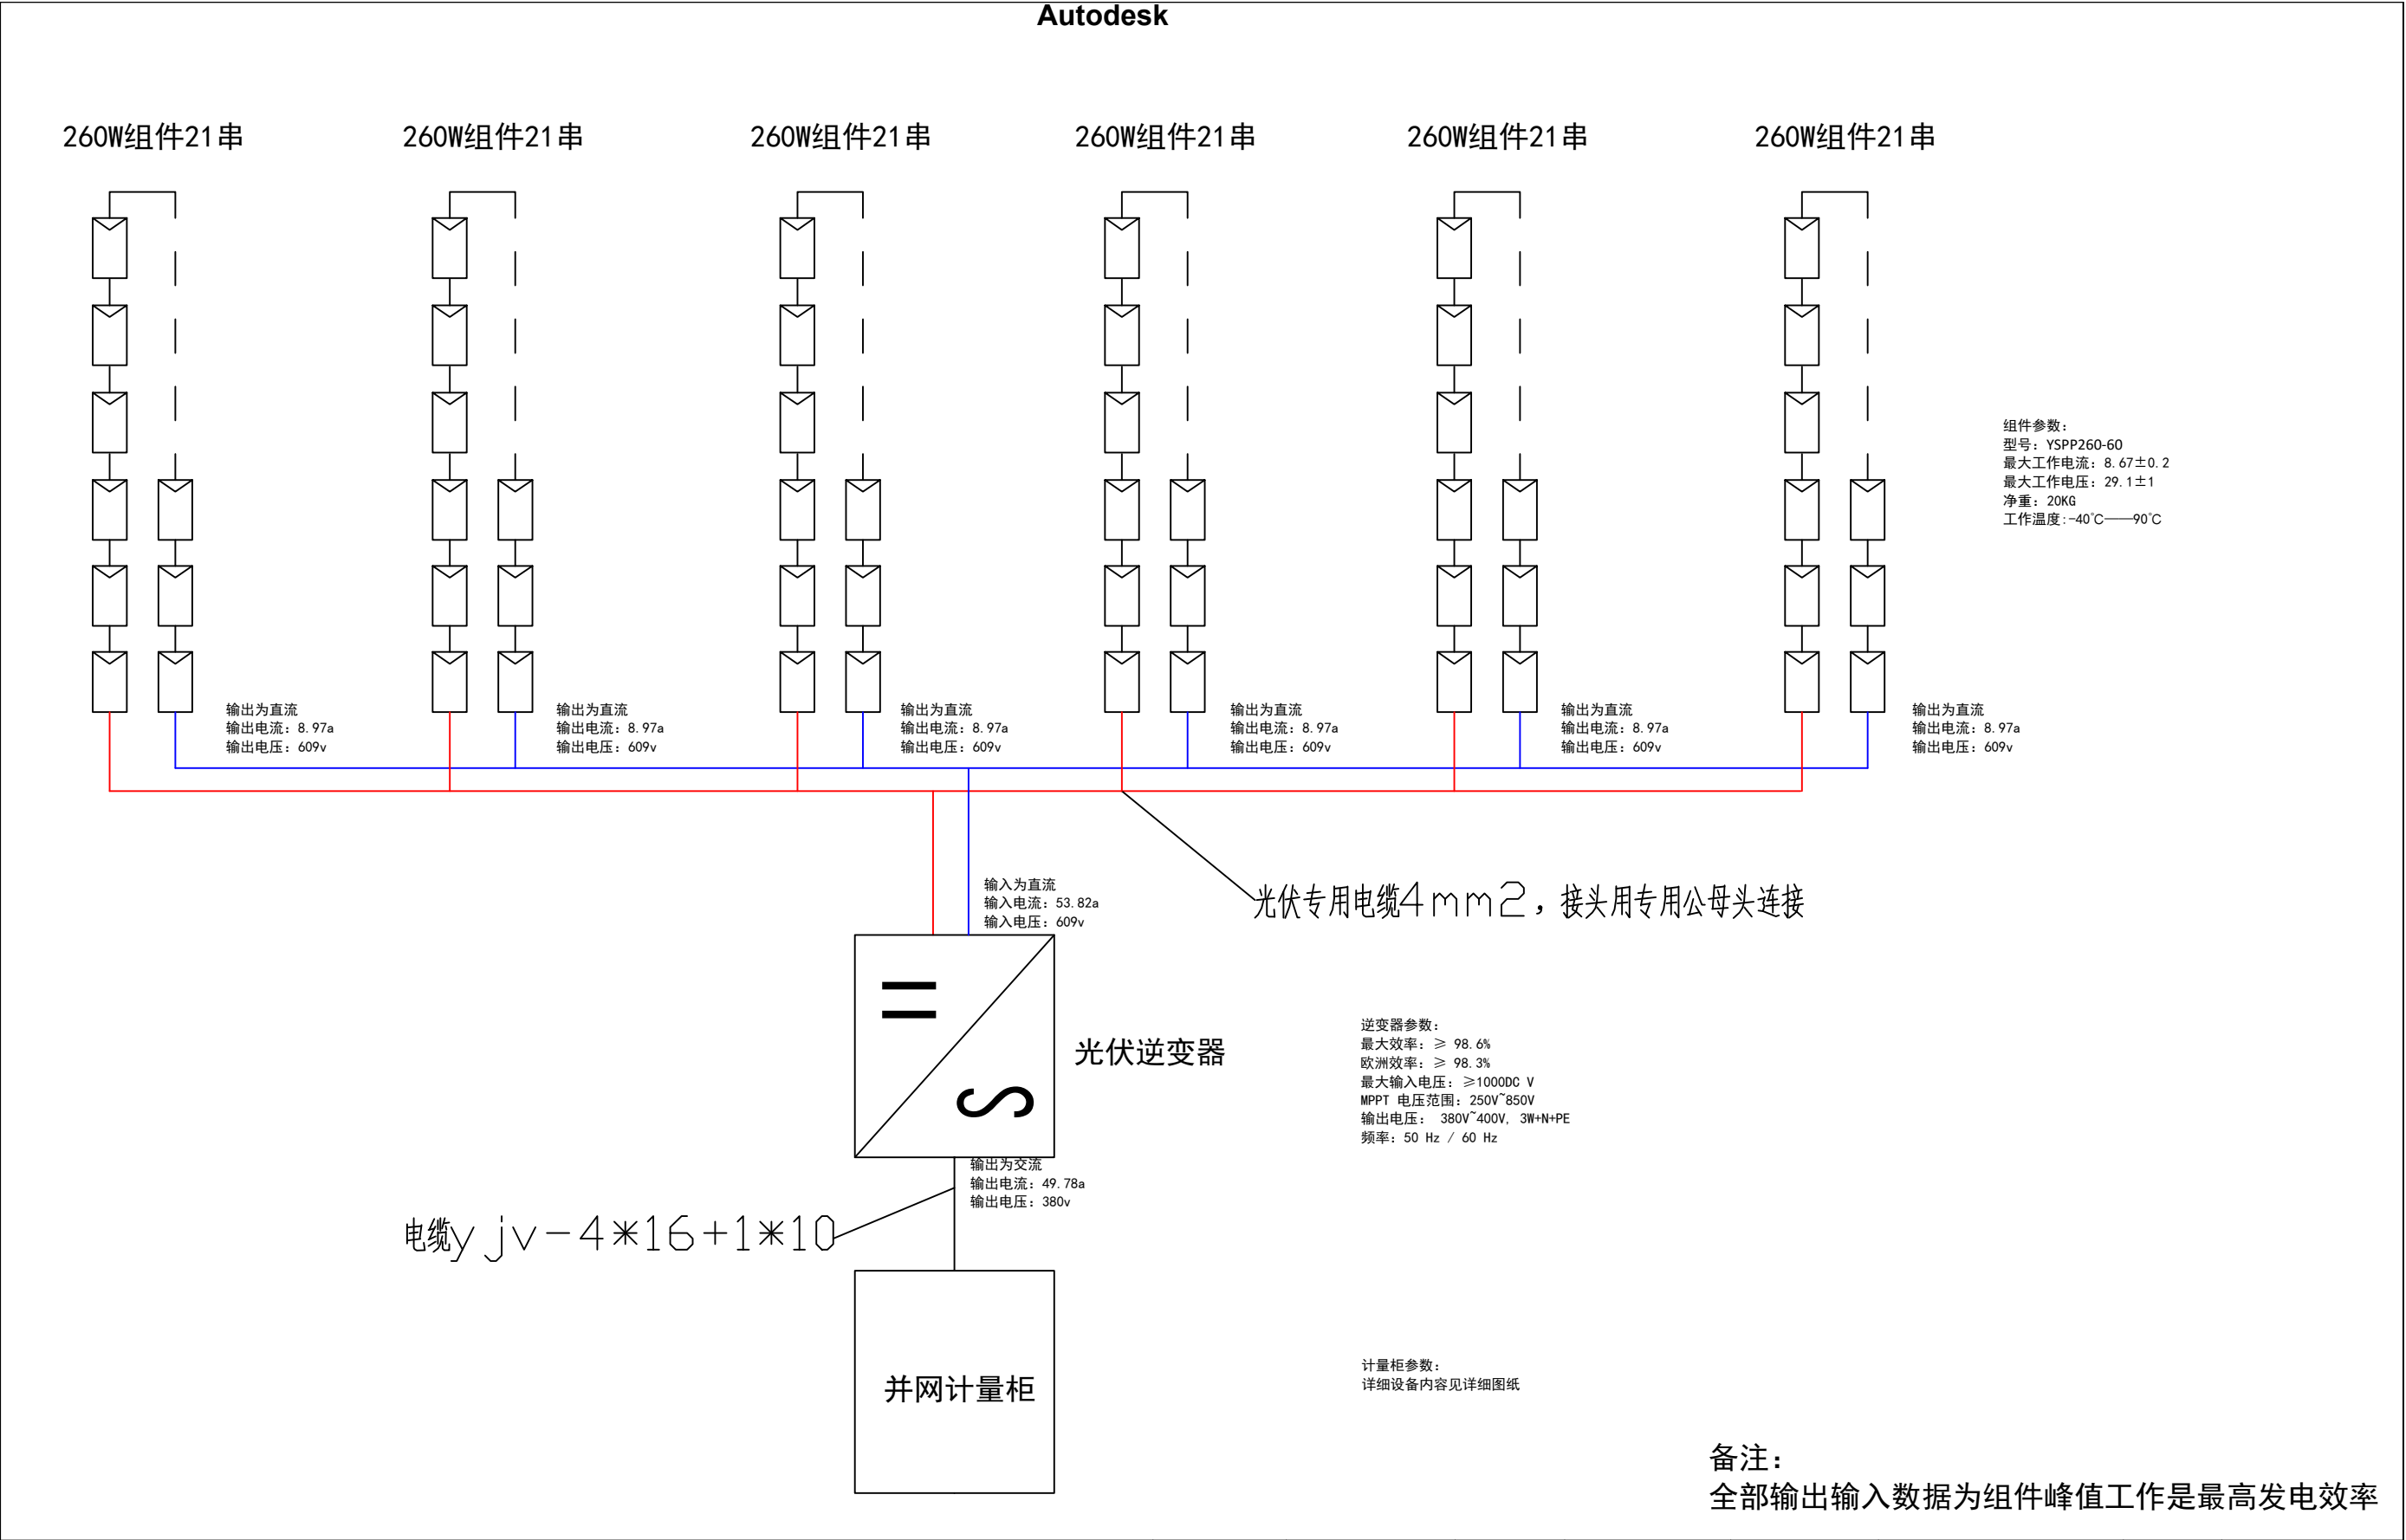 Autodesk
260W组件21串
260W组件21串
260W组件21串
260W组件21串
260W组件21串
260W组件21串
组件参数：
型号：YSPP260-60
最大工作电流：8.67±0.2
最大工作电压：29.1±1
净重：20KG
工作温度:-40℃——90℃
输出为直流
输出电流：8.97a
输出电压：609v
输出为直流
输出电流：8.97a
输出电压：609v
输出为直流
输出电流：8.97a
输出电压：609v
输出为直流
输出电流：8.97a
输出电压：609v
输出为直流
输出电流：8.97a
输出电压：609v
输出为直流
输出电流：8.97a
输出电压：609v
输入为直流
输入电流：53.82a
输入电压：609v
光伏专用电缆4mm2，接头用专用公母头连接
光伏逆变器
逆变器参数：
最大效率：≥ 98.6%
欧洲效率：≥ 98.3%
最大输入电压：≥1000DC V
MPPT 电压范围：250V~850V
输出电压： 380V~400V, 3W+N+PE
频率：50 Hz / 60 Hz
输出为交流
输出电流：49.78a
输出电压：380v
电缆yjv-4*16+1*10
并网计量柜
计量柜参数：
详细设备内容见详细图纸
备注：
全部输出输入数据为组件峰值工作是最高发电效率